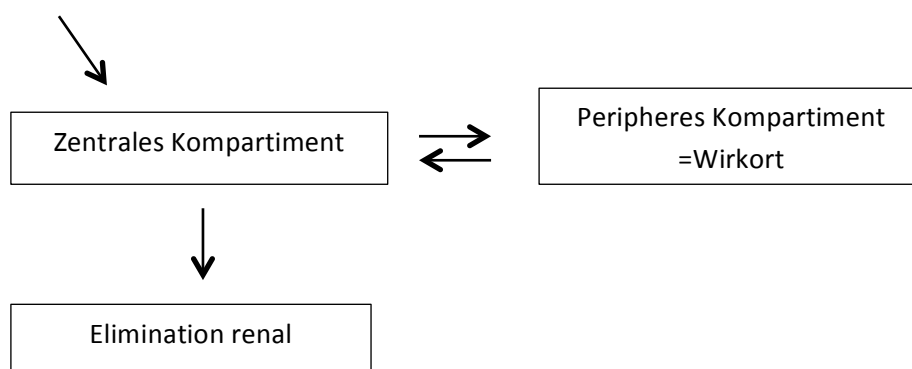 Zentrales Kompartiment
Peripheres Kompartiment
=Wirkort
Elimination renal